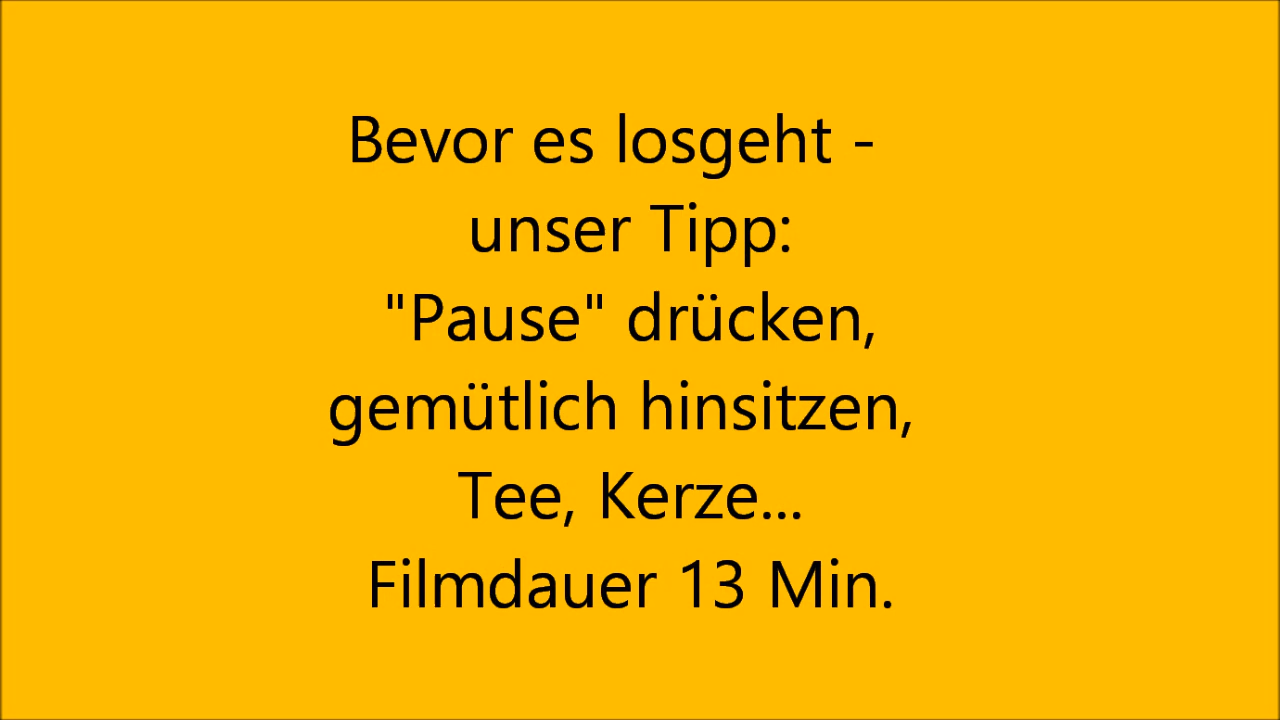 Bevor es losgeht -
unser Tipp:
"Pause" drücken,
gemütlich hinsitzen,
Tee, Kerze...
Filmdauer 13 Min.